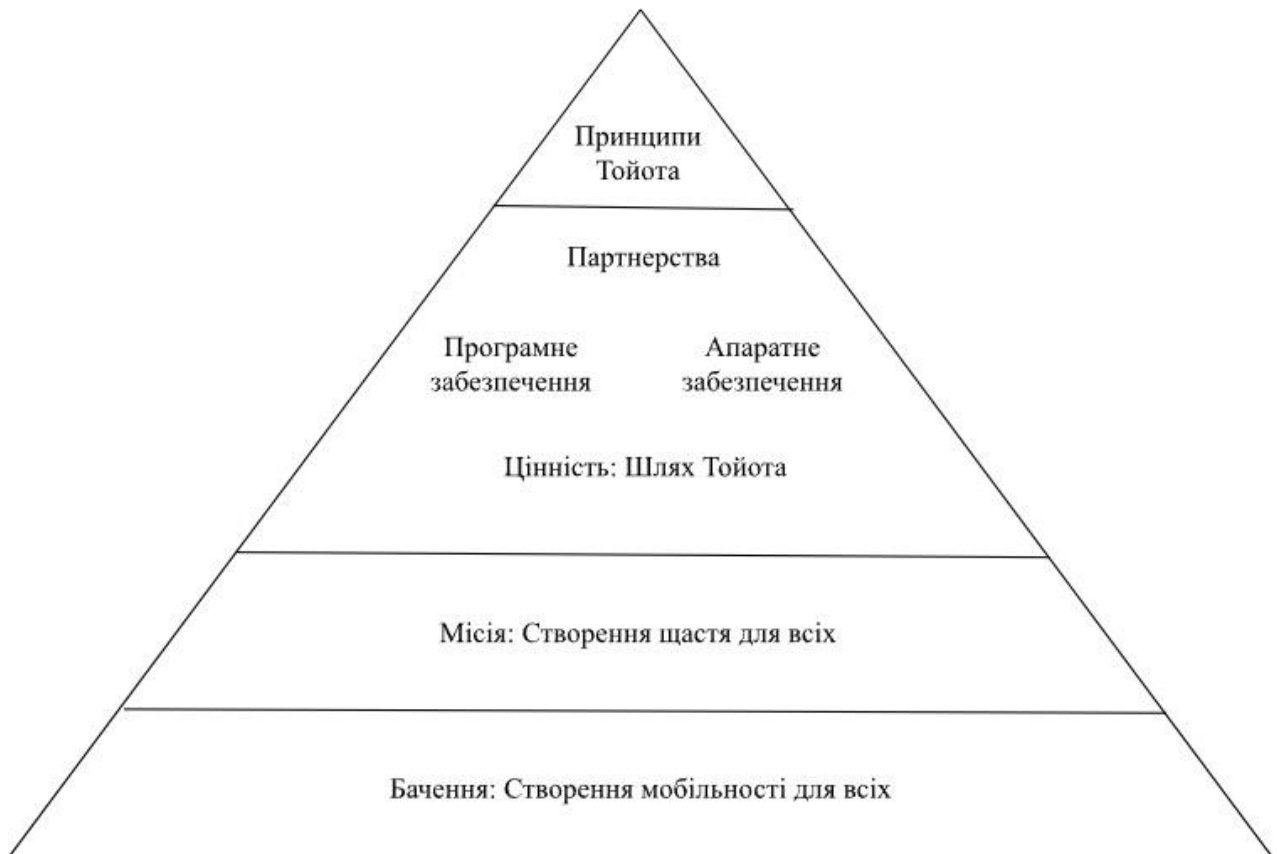 Принципи
Тойота
Партнерства
Програмне
забезпечення
Апаратне
забезпечення
Цінність: Шлях Тойота
Місія: Створення щастя для всіх
Бачення: Створення мобільності для всіх